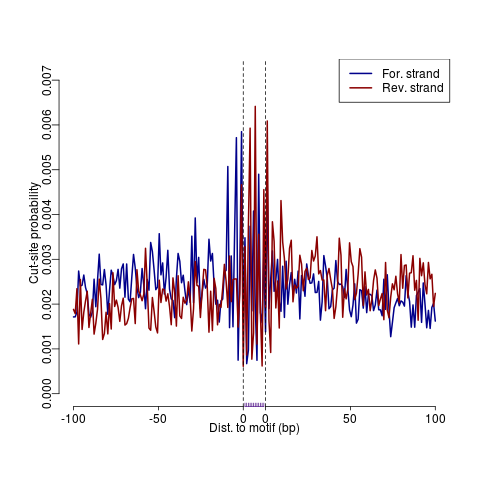 For. strand
Rev. strand
Cut-site probability
0.007
0.006
0.005
0.004
0.003
0.002
0.001
0.000
-100 -50 0 0 50 100
Dist. to motif (bp)